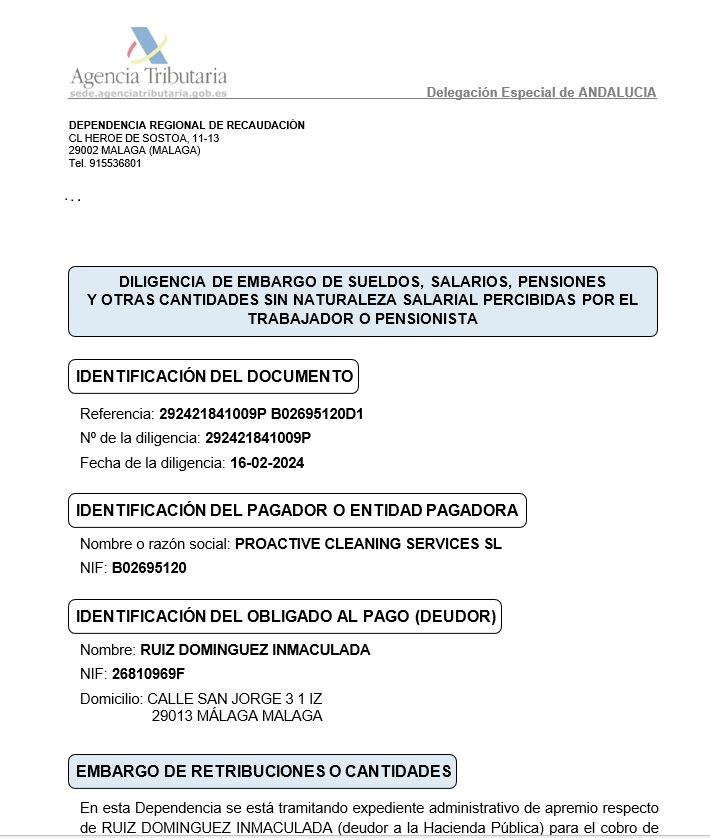 Agencia Tributaria
sede.agenciatributaria.gob.es
Delegación Especial de ANDALUCIA
DEPENDENCIA REGIONAL DE RECAUDACIÓN
CL HEROE DE SOSTOA, 11-13
29002 MALAGA (MALAGA)
Tel. 915536801
...
DILIGENCIA DE EMBARGO DE SUELDOS, SALARIOS, PENSIONES
Y OTRAS CANTIDADES SIN NATURALEZA SALARIAL PERCIBIDAS POR EL
TRABAJADOR O PENSIONISTA
IDENTIFICACIÓN DEL DOCUMENTO
Referencia: 292421841009P B02695120D1
Nº de la diligencia: 292421841009P
Fecha de la diligencia: 16-02-2024
IDENTIFICACIÓN DEL PAGADOR O ENTIDAD PAGADORA
Nombre o razón social: PROACTIVE CLEANING SERVICES SL
NIF: B02695120
IDENTIFICACIÓN DEL OBLIGADO AL PAGO (DEUDOR)
Nombre: RUIZ DOMINGUEZ INMACULADA
NIF: 26810969F
Domicilio: CALLE SAN JORGE 3 1 IZ
29013 MÁLAGA MALAGA
EMBARGO DE RETRIBUCIONES O CANTIDADES
En esta Dependencia se está tramitando expediente administrativo de apremio respecto
de RUIZ DOMINGUEZ INMACULADA (deudor a la Hacienda Pública) para el cobro de